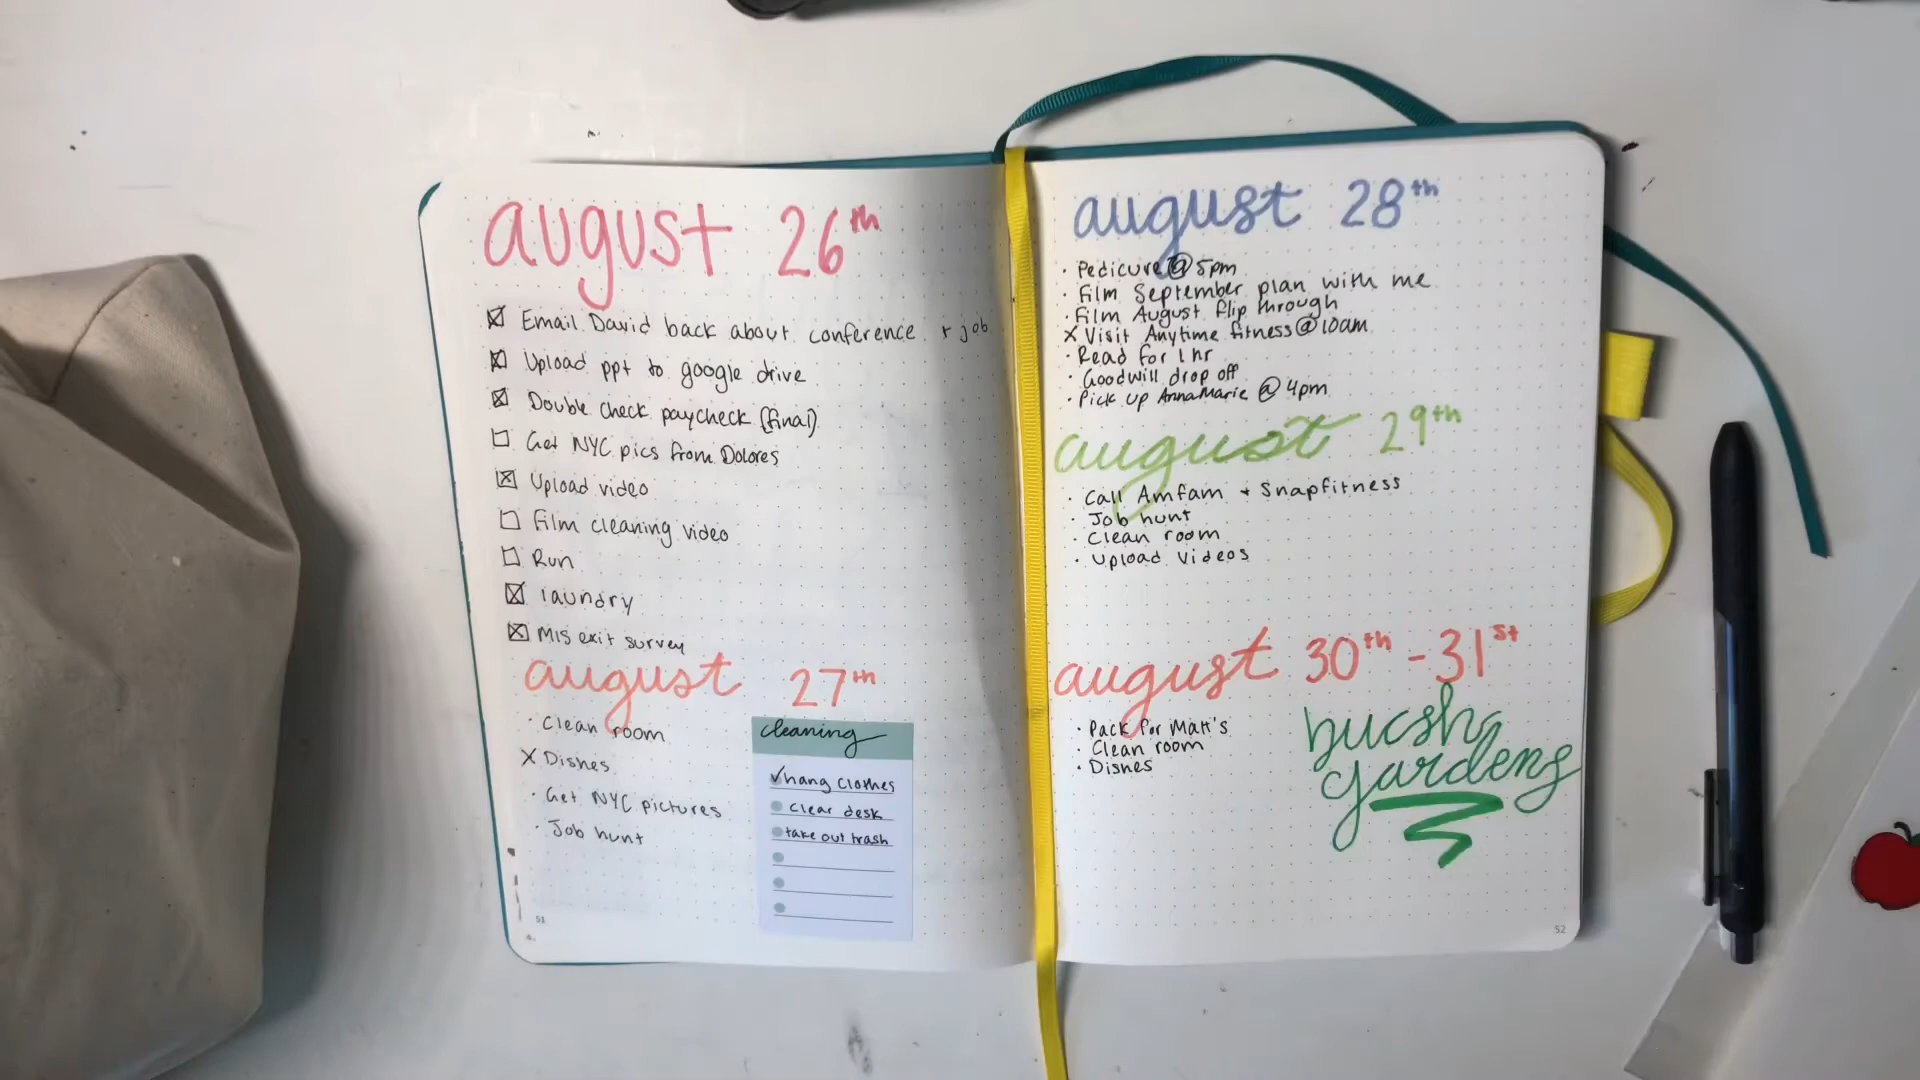 august 26th
Email David back about conference + job
Upload ppt to google drive
Double check paycheck (final)
Get NYC pics from Dolores
Upload video
Film cleaning video
Run
laundry
MIS exit survey
august 27th
Clean room
X Dishes
Get NYC pictures
Job hunt
cleaning
hang clothes
clear desk
take out trash
51
august 28th
Pedicure @ 5pm
Film September plan with me
Film August flip through
X Visit Anytime fitness @ 10am
Read for 1 hr
Goodwill drop off
Pick up AnnaMarie @ 4pm
august 29th
Call Amfam + Snapfitness
Job hunt
Clean room
Upload videos
august 30th - 31st
Pack for Matt's
Clean room
Dishes
bucsh
gardens
52